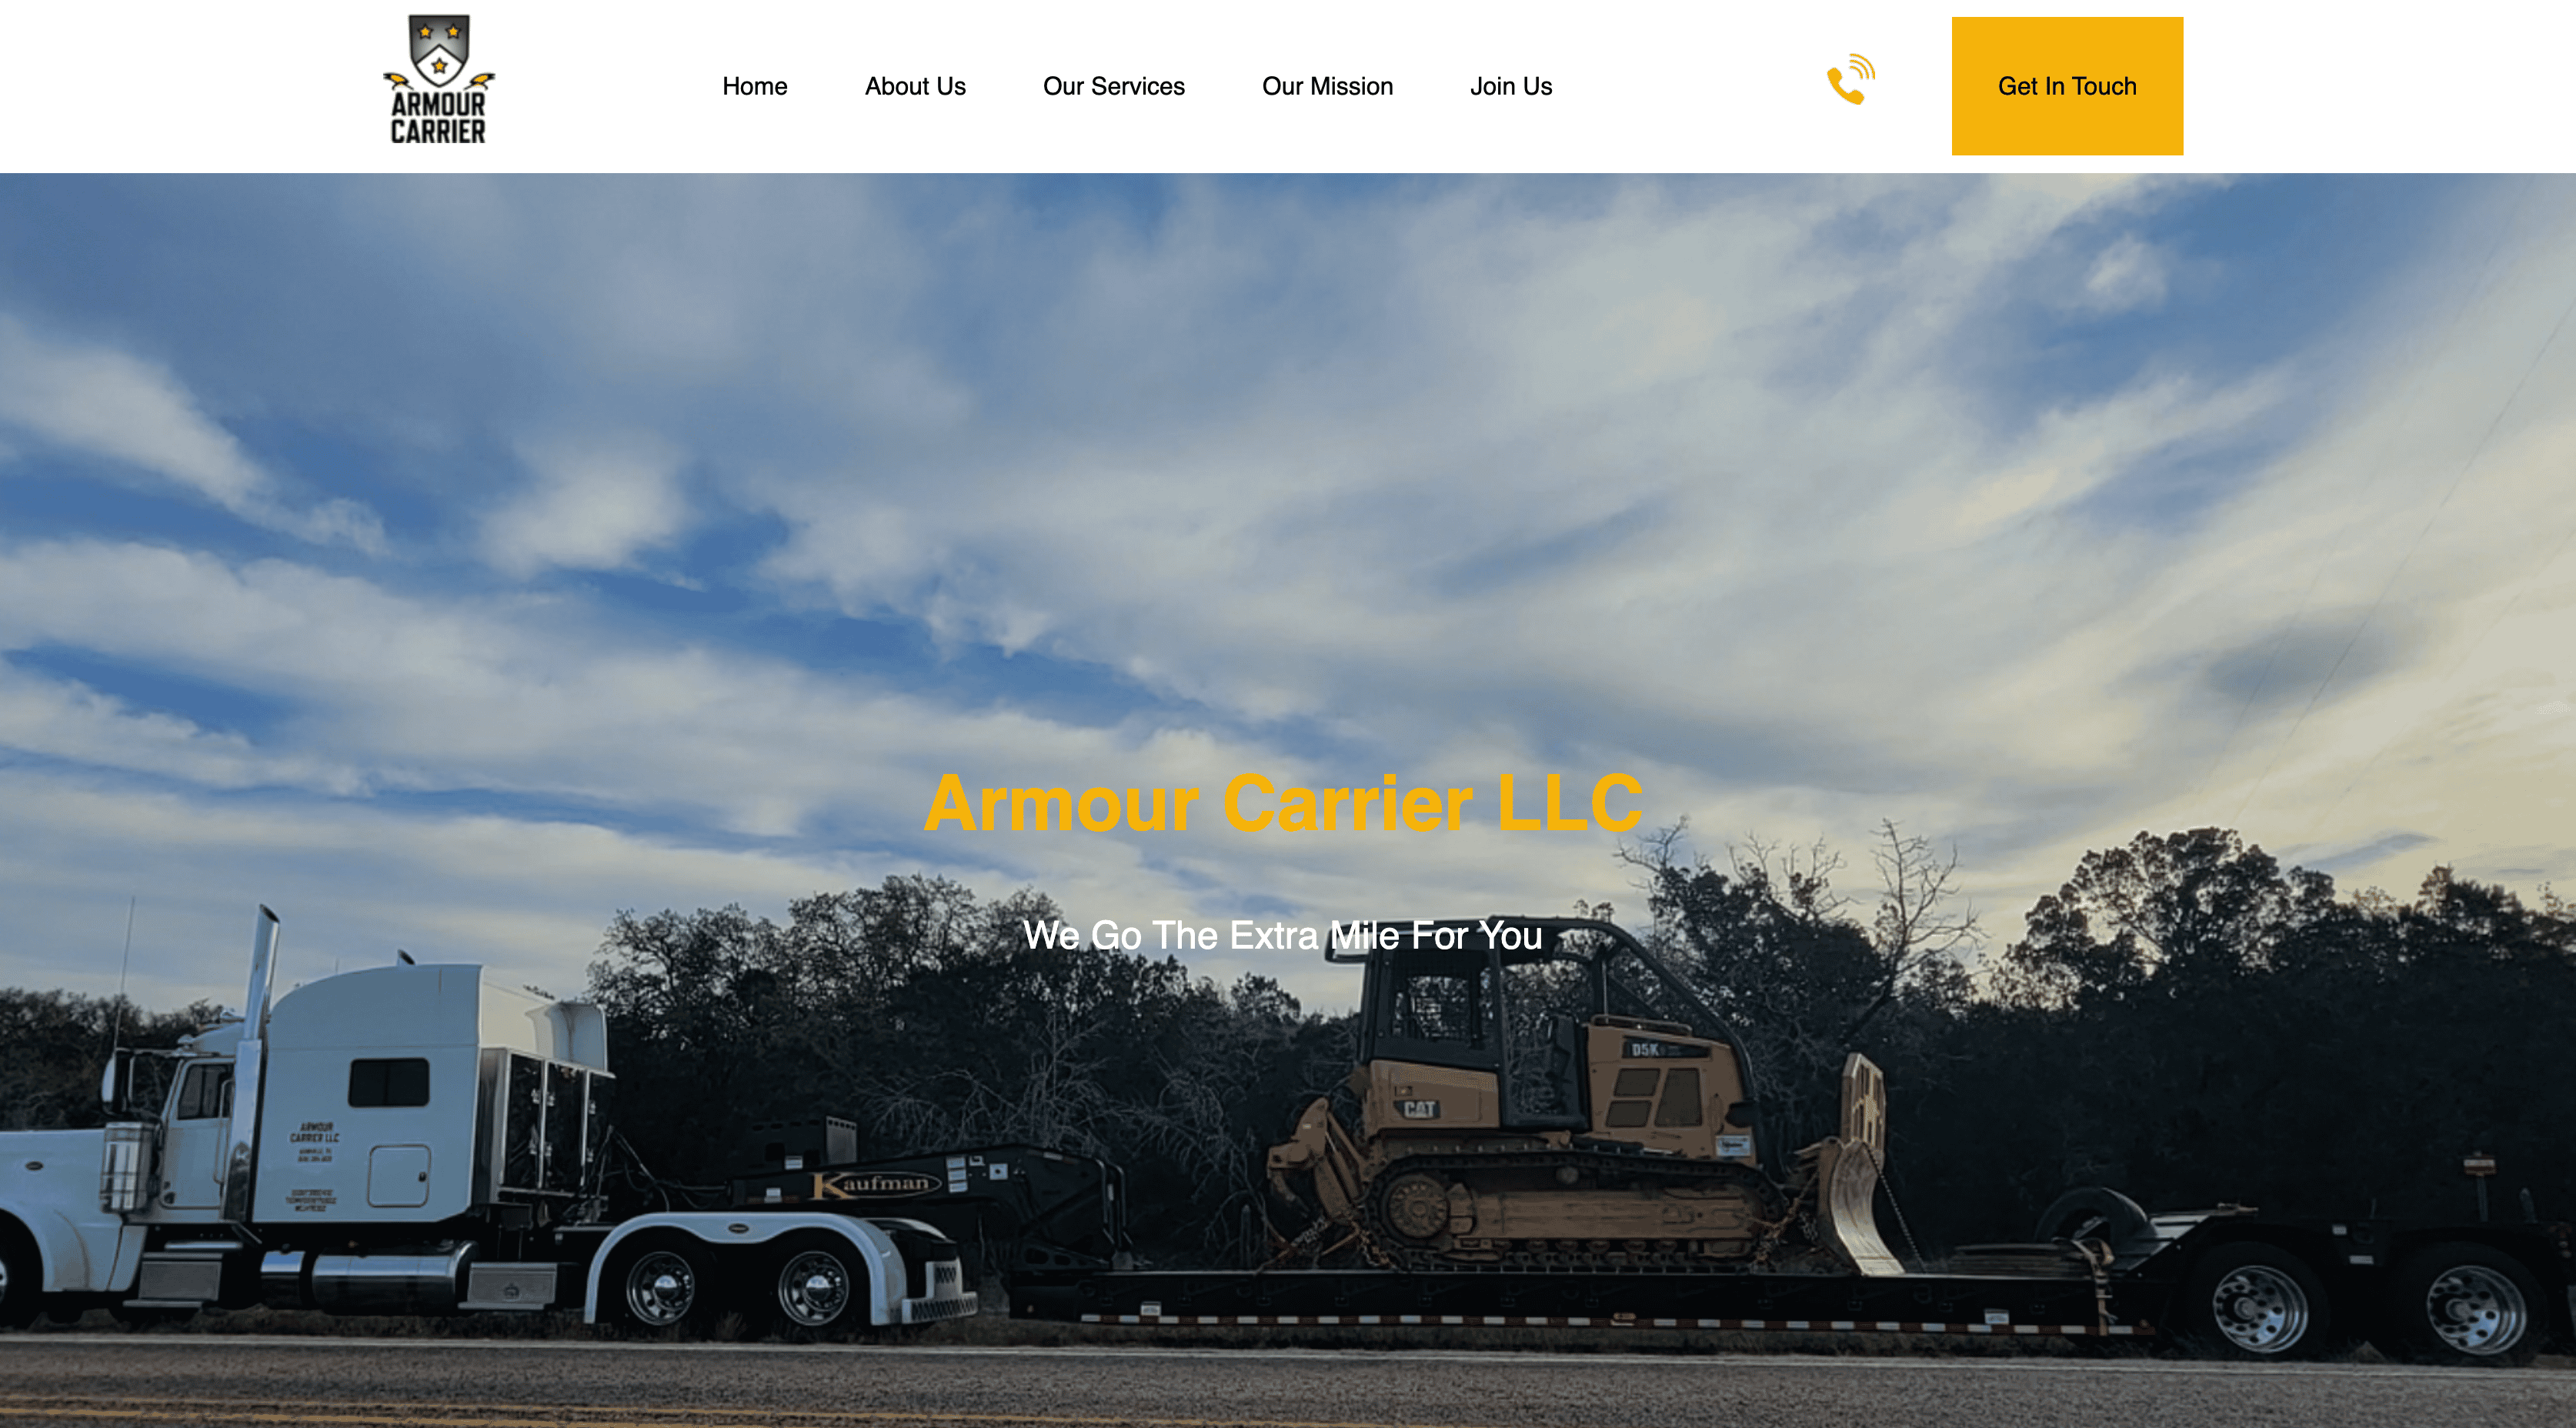 ARMOUR
CARRIER
Home
About Us
Our Services
Our Mission
Join Us
Get In Touch
Armour Carrier LLC
We Go The Extra Mile For You
ARMOUR
CARRIER LLC
Kaufman
D5K
CAT